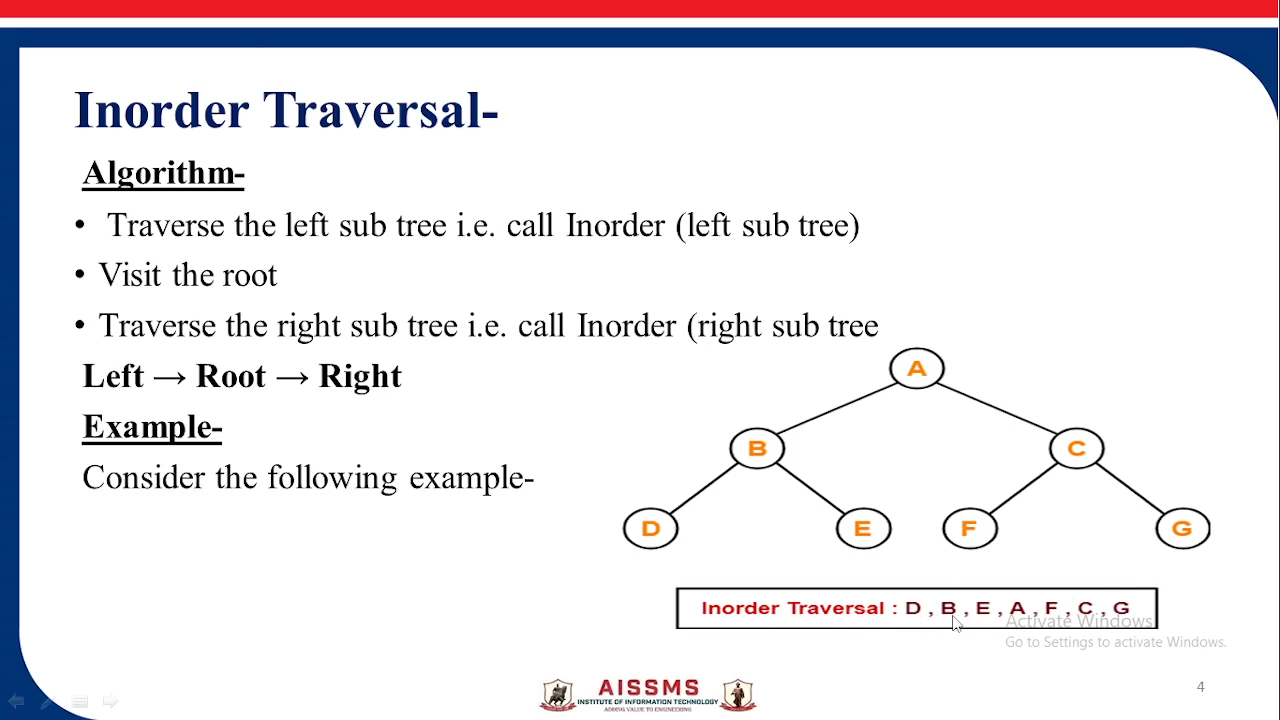 Inorder Traversal-
Algorithm-
• Traverse the left sub tree i.e. call Inorder (left sub tree)
• Visit the root
• Traverse the right sub tree i.e. call Inorder (right sub tree
Left → Root → Right
Example-
Consider the following example-
A
B
C
D
E
F
G
Inorder Traversal : D , B , E , A , F , C , G
Activate Windows
Go to Settings to activate Windows.
AISSMS
INSTITUTE OF INFORMATION TECHNOLOGY
ADDING VALUE TO ENGINEERING
4